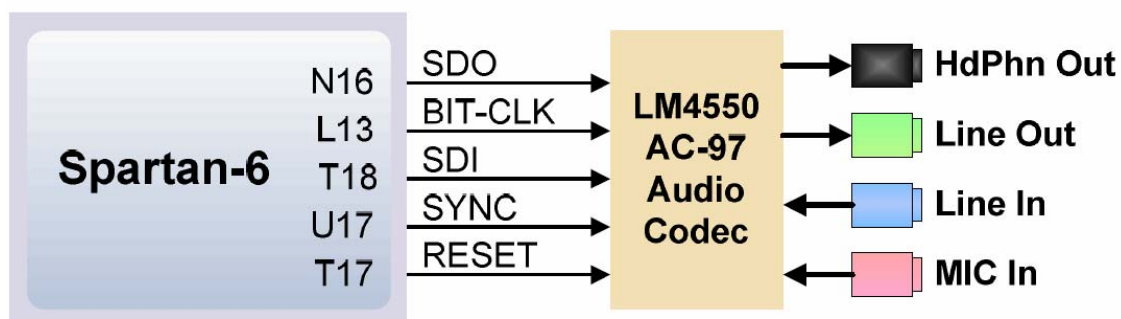 Spartan-6
N16
L13
T18
U17
T17
SDO
BIT-CLK
SDI
SYNC
RESET
LM4550
AC-97
Audio
Codec
HdPhn Out
Line Out
Line In
MIC In